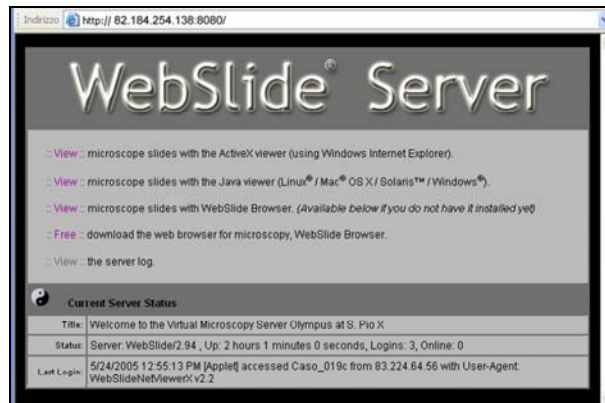 Indirizzo http:// 82.184.254.138:8080/
WebSlide® Server
:: View :: microscope slides with the ActiveX viewer (using Windows Internet Explorer).
:: View :: microscope slides with the Java viewer (Linux® / Mac® OS X / Solaris™ / Windows®).
:: View :: microscope slides with WebSlide Browser. (Available below if you do not have it installed yet)
:: Free :: download the web browser for microscopy, WebSlide Browser.
:: View :: the server log.
Current Server Status
Title: Welcome to the Virtual Microscopy Server Olympus at S. Pio X
Status: Server: WebSlide/2.94 , Up: 2 hours 1 minutes 0 seconds, Logins: 3, Online: 0
Last Login: 5/24/2005 12:55:13 PM [Applet] accessed Caso_019c from 83.224.64.56 with User-Agent:
WebSlideNetViewerX v2.2